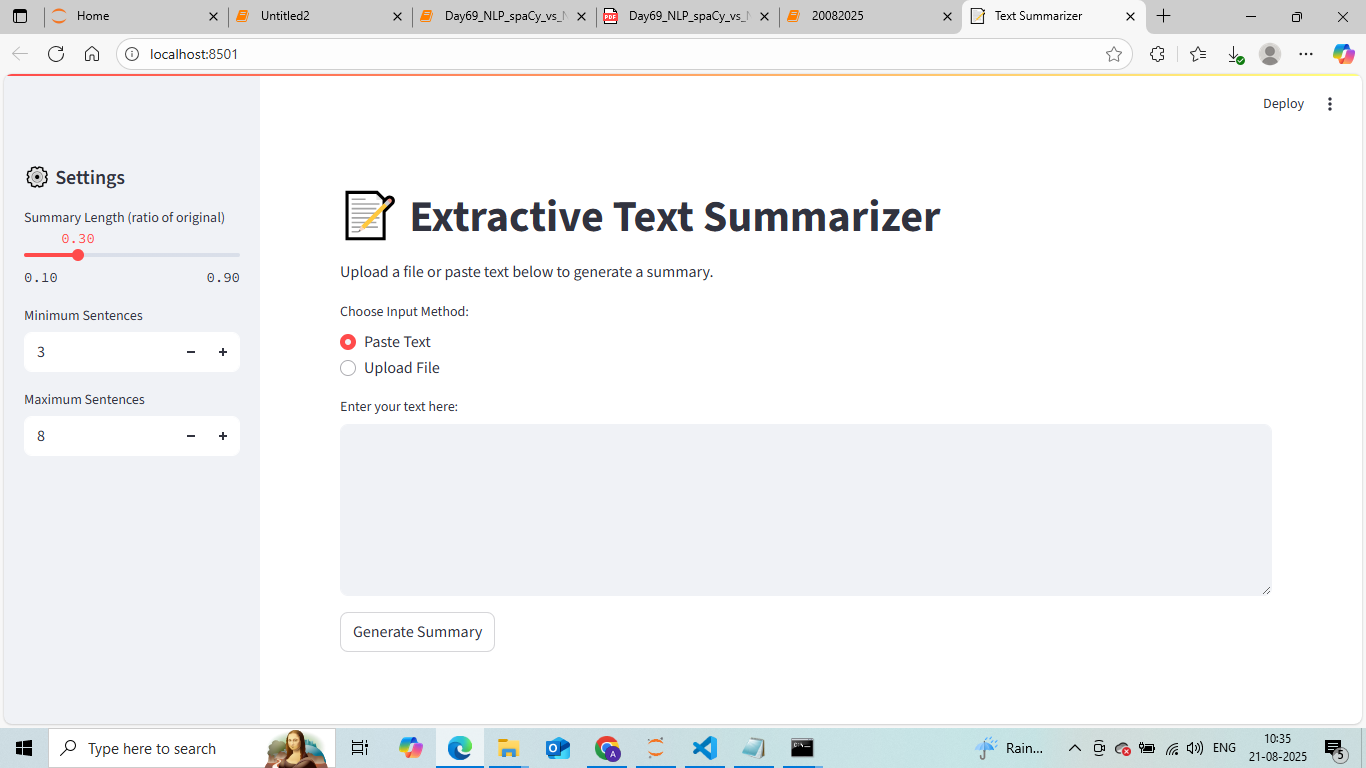 Home
Untitled2
Day69_NLP_spaCy_vs_
Day69_NLP_spaCy_vs_
20082025
Text Summarizer
localhost:8501
Deploy
Settings
Summary Length (ratio of original)
0.30
0.10 0.90
Minimum Sentences
3
Maximum Sentences
8
Extractive Text Summarizer
Upload a file or paste text below to generate a summary.
Choose Input Method:
Paste Text
Upload File
Enter your text here:
Generate Summary
Type here to search
Rain...
ENG
10:35
21-08-2025
5